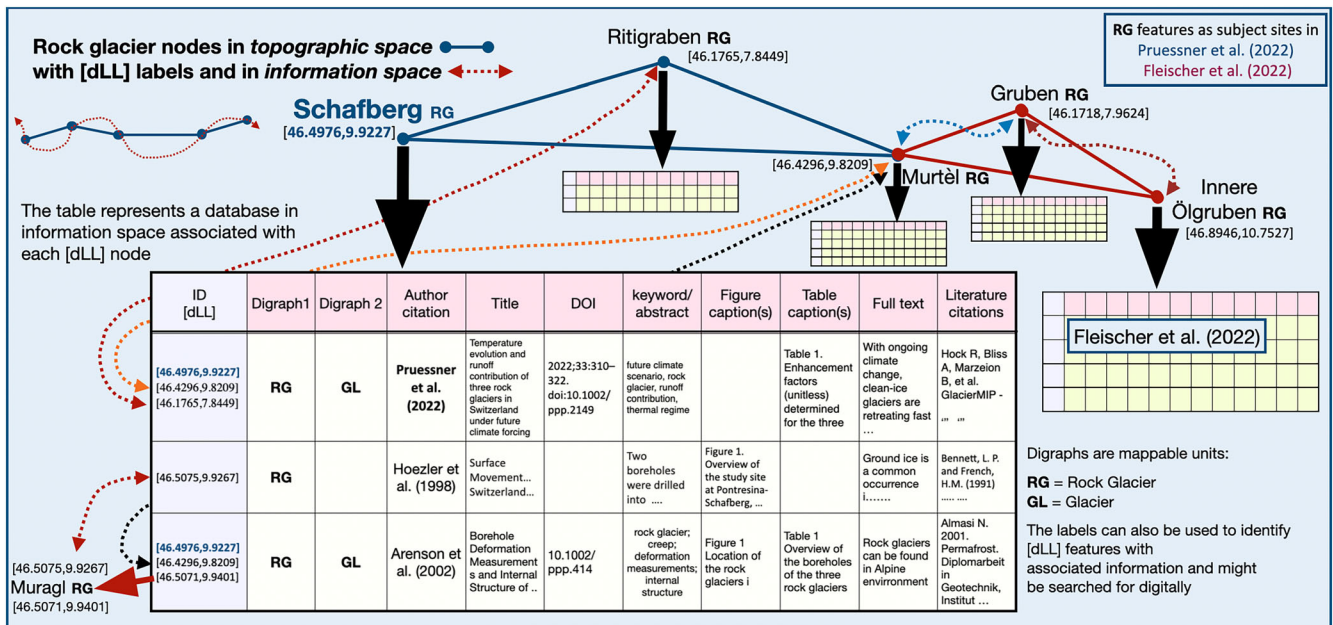 Rock glacier nodes in topographic space
with [dLL] labels and in information space
Ritigraben RG
[46.1765,7.8449]
RG features as subject sites in
Pruessner et al. (2022)
Fleischer et al. (2022)
Schafberg RG
[46.4976,9.9227]
Gruben RG
[46.1718,7.9624]
[46.4296,9.8209]
Murtèl RG
Innere
Ölgruben RG
[46.8946,10.7527]
The table represents a database in
information space associated with
each [dLL] node
ID
[dLL]
Digraph1
Digraph 2
Author
citation
Title
DOI
keyword/
abstract
Figure
caption(s)
Table
caption(s)
Full text
Literature
citations
[46.4976,9.9227]
[46.4296,9.8209]
[46.1765,7.8449]
RG
GL
Pruessner
et al.
(2022)
Temperature
evolution and
runoff
contribution of
three rock
glaciers in
Switzerland
under future
climate forcing
2022;33:310–
322.
doi:10.1002/
ppp.2149
future climate
scenario, rock
glacier, runoff
contribution,
thermal regime
Table 1.
Enhancement
factors
(unitless)
determined
for the three
With ongoing
climate
change,
clean-ice
glaciers are
retreating fast
…
Hock R, Bliss
A, Marzeion
B, et al.
GlacierMIP -
‘” ‘”
[46.5075,9.9267]
RG
Hoezler et
al. (1998)
Surface
Movement…
Switzerland…
Two
boreholes
were drilled
into ….
Figure 1.
Overview of
the study site
at Pontresina-
Schafberg, …
Ground ice is
a common
occurrence
i…….
Bennett, L. P.
and French,
H.M. (1991)
….. ….
[46.4976,9.9227]
[46.4296,9.8209]
[46.5071,9.9401]
RG
GL
Arenson et
al. (2002)
Borehole
Deformation
Measurement
s and Internal
Structure of ..
10.1002/
ppp.414
rock glacier;
creep;
deformation
measurements;
internal
structure
Figure 1
Location of
the rock
glaciers i
Table 1
Overview of
the boreholes
of the three
rock glaciers
Rock glaciers
can be found
in Alpine
envirronment
Almasi N.
2001.
Permafrost.
Diplomarbeit
in
Geotechnik,
Institut …
[46.5075,9.9267]
Muragl RG
[46.5071,9.9401]
Fleischer et al. (2022)
Digraphs are mappable units:
RG = Rock Glacier
GL = Glacier
The labels can also be used to identify
[dLL] features with
associated information and might
be searched for digitally